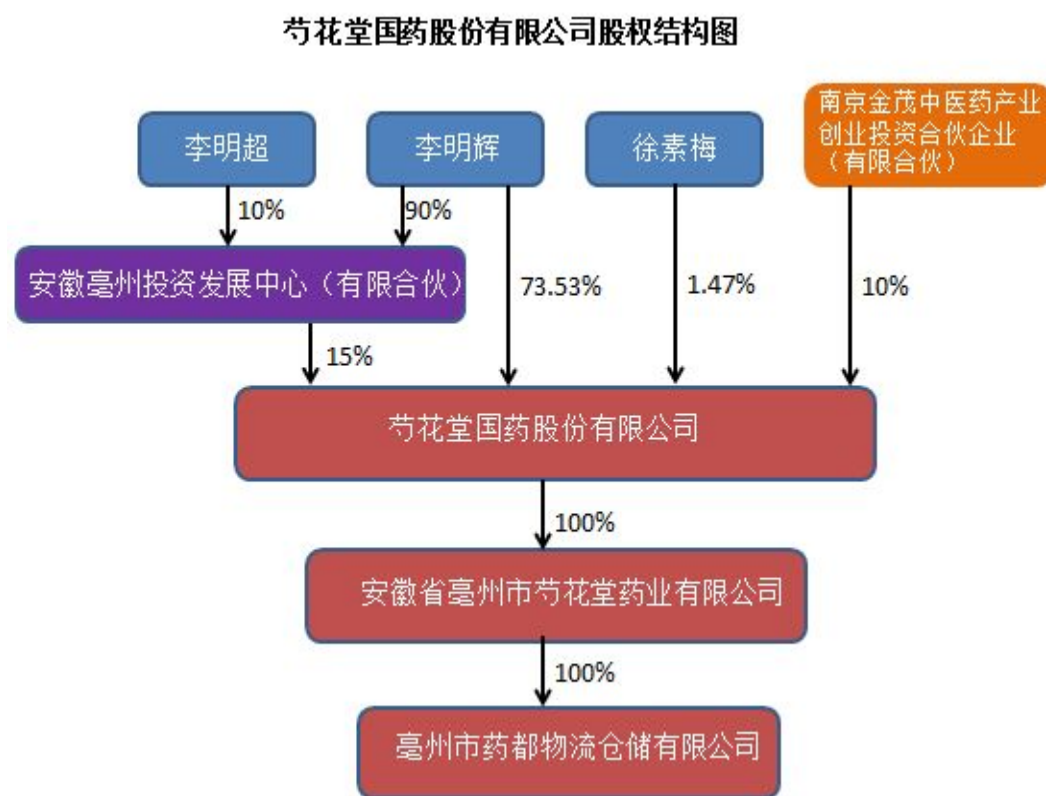 芍花堂国药股份有限公司股权结构图
李明超
李明辉
徐素梅
南京金茂中医药产业
创业投资合伙企业
（有限合伙）
10%
90%
安徽亳州投资发展中心（有限合伙）
73.53%
1.47%
10%
15%
芍花堂国药股份有限公司
100%
安徽省亳州市芍花堂药业有限公司
100%
亳州市药都物流仓储有限公司